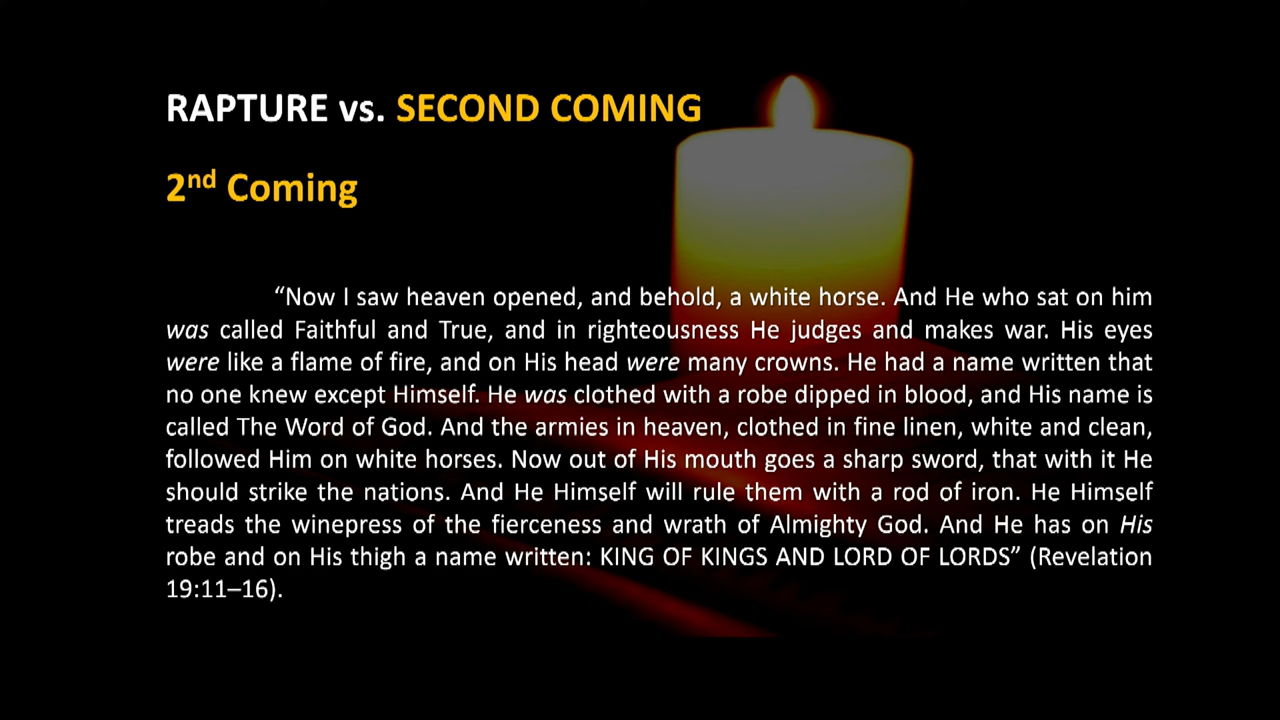 RAPTURE vs. SECOND COMING
2nd Coming
“Now I saw heaven opened, and behold, a white horse. And He who sat on him
was called Faithful and True, and in righteousness He judges and makes war. His eyes
were like a flame of fire, and on His head were many crowns. He had a name written that
no one knew except Himself. He was clothed with a robe dipped in blood, and His name is
called The Word of God. And the armies in heaven, clothed in fine linen, white and clean,
followed Him on white horses. Now out of His mouth goes a sharp sword, that with it He
should strike the nations. And He Himself will rule them with a rod of iron. He Himself
treads the winepress of the fierceness and wrath of Almighty God. And He has on His
robe and on His thigh a name written: KING OF KINGS AND LORD OF LORDS” (Revelation
19:11–16).